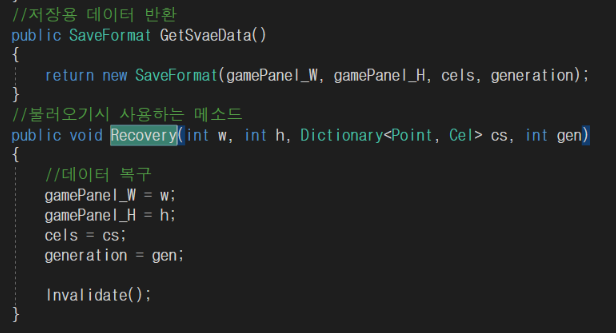 //저장용 데이터 반환
public SaveFormat GetSvaeData()
{
return new SaveFormat(gamePanel_W, gamePanel_H, cels, generation);
}
//불러오기시 사용하는 메소드
public void Recovery(int w, int h, Dictionary<Point, Cel> cs, int gen)
{
//데이터 복구
gamePanel_W = w;
gamePanel_H = h;
cels = cs;
generation = gen;
Invalidate();
}